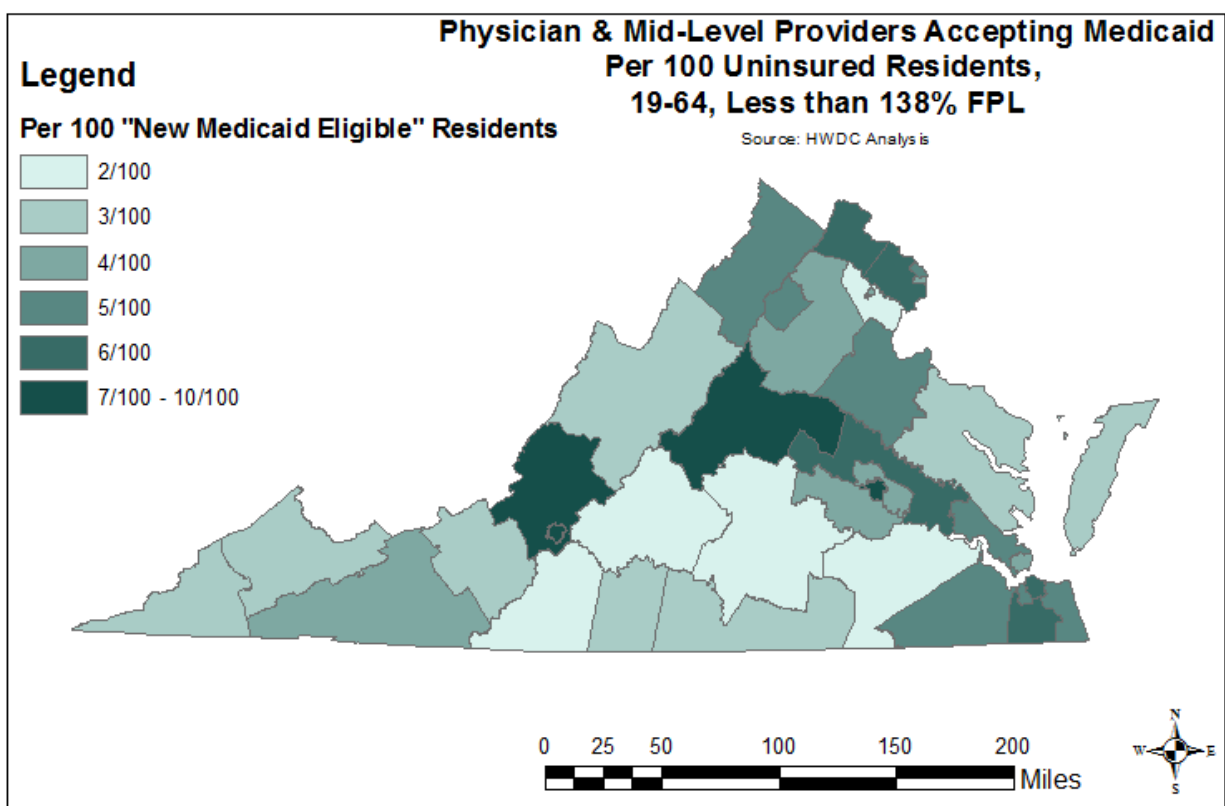 Physician & Mid-Level Providers Accepting Medicaid
Per 100 Uninsured Residents,
19-64, Less than 138% FPL
Source: HWDC Analysis
Legend
Per 100 "New Medicaid Eligible" Residents
2/100
3/100
4/100
5/100
6/100
7/100 - 10/100
0 25 50 100 150 200
Miles
N
W E
S